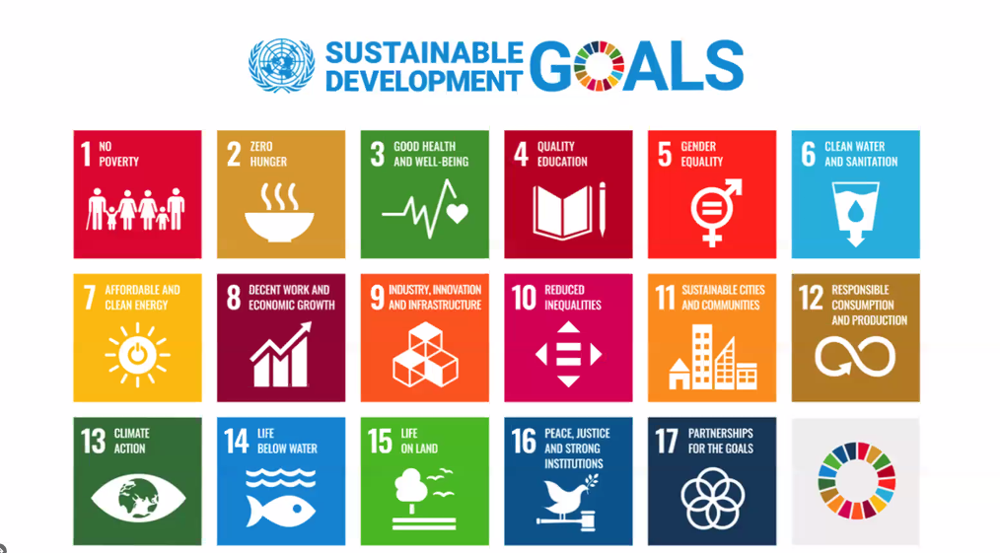 SUSTAINABLE
DEVELOPMENT
GOALS
1 NO
POVERTY
2 ZERO
HUNGER
3 GOOD HEALTH
AND WELL-BEING
4 QUALITY
EDUCATION
5 GENDER
EQUALITY
6 CLEAN WATER
AND SANITATION
7 AFFORDABLE AND
CLEAN ENERGY
8 DECENT WORK AND
ECONOMIC GROWTH
9 INDUSTRY, INNOVATION
AND INFRASTRUCTURE
10 REDUCED
INEQUALITIES
11 SUSTAINABLE CITIES
AND COMMUNITIES
12 RESPONSIBLE
CONSUMPTION
AND PRODUCTION
13 CLIMATE
ACTION
14 LIFE
BELOW WATER
15 LIFE
ON LAND
16 PEACE, JUSTICE
AND STRONG
INSTITUTIONS
17 PARTNERSHIPS
FOR THE GOALS